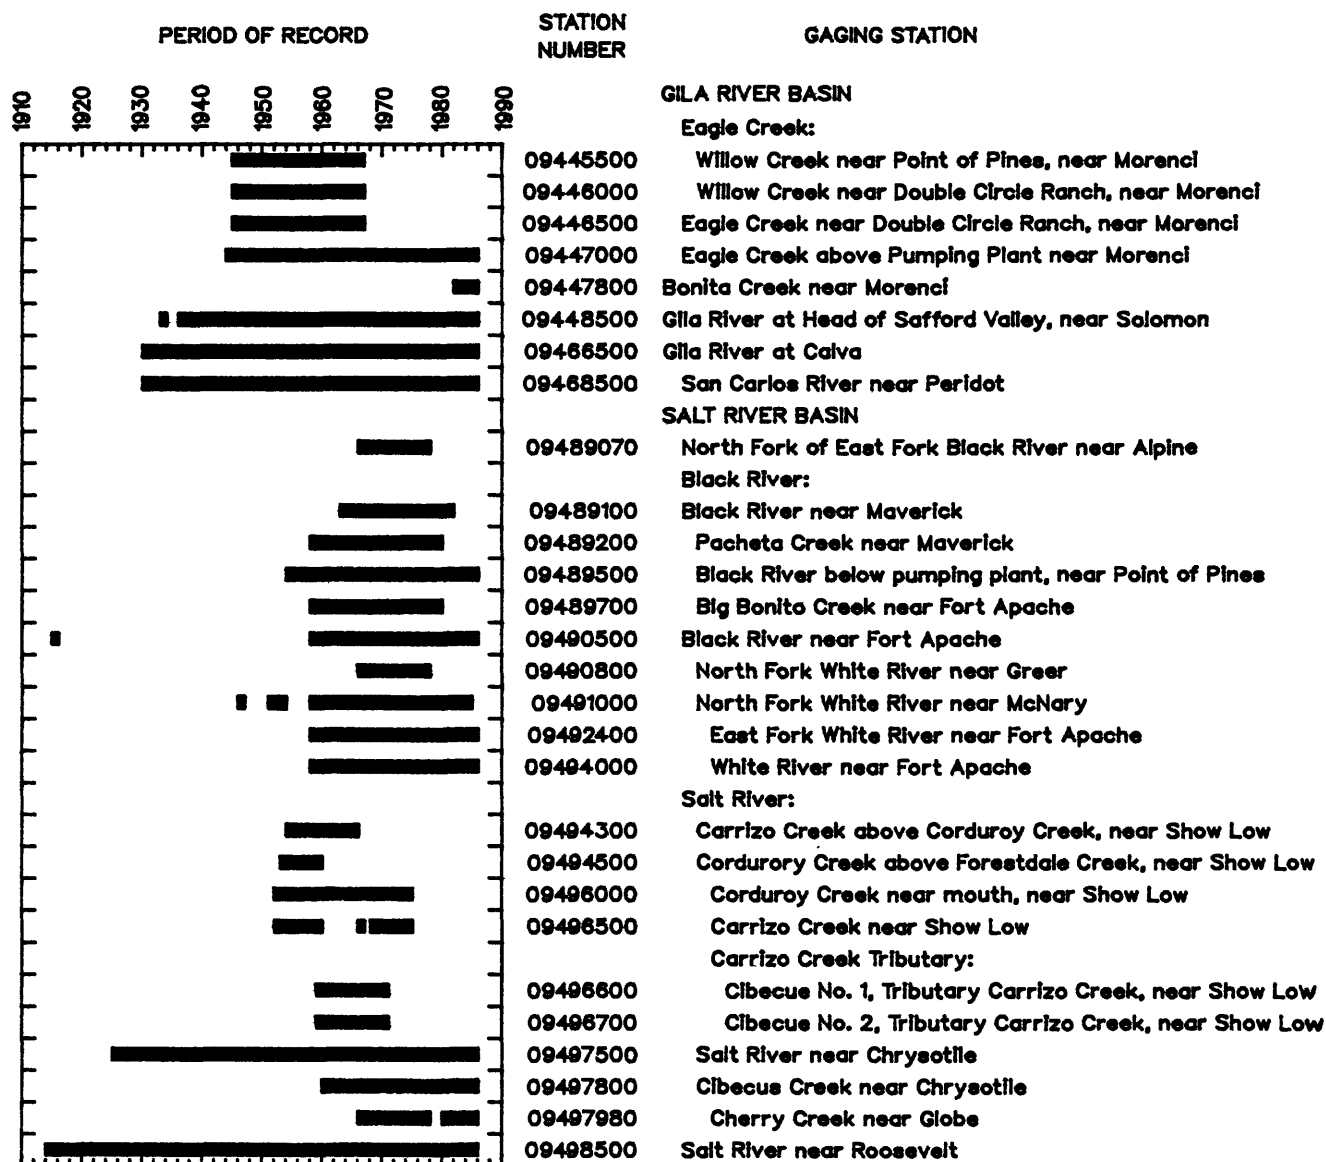 PERIOD OF RECORD STATION NUMBER GAGING STATION
1910 1920 1930 1940 1950 1960 1970 1980 1990
GILA RIVER BASIN
Eagle Creek:
09445500 Willow Creek near Point of Pines, near Morenci
09446000 Willow Creek near Double Circle Ranch, near Morenci
09446500 Eagle Creek near Double Circle Ranch, near Morenci
09447000 Eagle Creek above Pumping Plant near Morenci
09447800 Bonita Creek near Morenci
09448500 Gila River at Head of Safford Valley, near Solomon
09466500 Gila River at Calva
09468500 San Carlos River near Peridot
SALT RIVER BASIN
09489070 North Fork of East Fork Black River near Alpine
Black River:
09489100 Black River near Maverick
09489200 Pacheta Creek near Maverick
09489500 Black River below pumping plant, near Point of Pines
09489700 Big Bonito Creek near Fort Apache
09490500 Black River near Fort Apache
09490800 North Fork White River near Greer
09491000 North Fork White River near McNary
09492400 East Fork White River near Fort Apache
09494000 White River near Fort Apache
Salt River:
09494300 Carrizo Creek above Corduroy Creek, near Show Low
09494500 Cordurory Creek above Forestdale Creek, near Show Low
09496000 Corduroy Creek near mouth, near Show Low
09496500 Carrizo Creek near Show Low
Carrizo Creek Tributary:
09496600 Cibecue No. 1, Tributary Carrizo Creek, near Show Low
09496700 Cibecue No. 2, Tributary Carrizo Creek, near Show Low
09497500 Salt River near Chrysotile
09497800 Cibecus Creek near Chrysotile
09497980 Cherry Creek near Globe
09498500 Salt River near Roosevelt